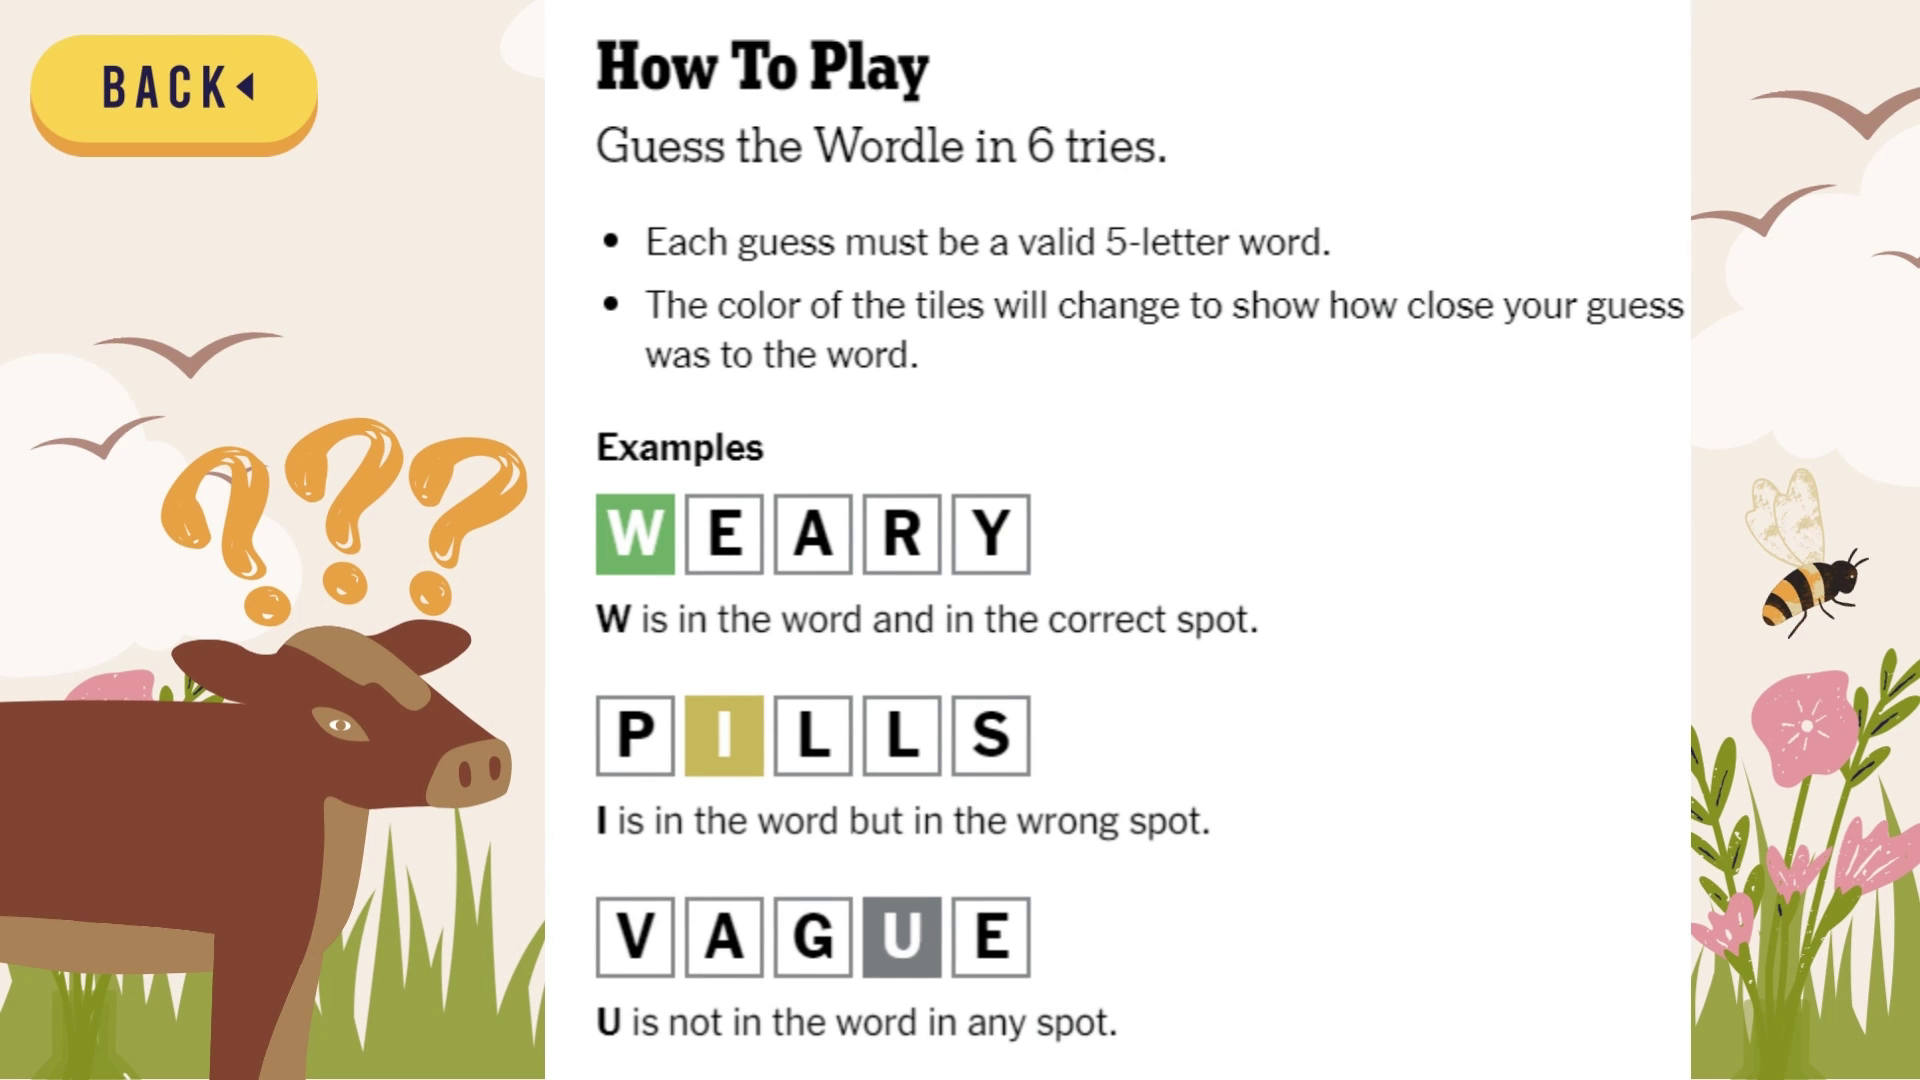 BACK
How To Play
Guess the Wordle in 6 tries.
• Each guess must be a valid 5-letter word.
• The color of the tiles will change to show how close your guess
was to the word.
Examples
W E A R Y
W is in the word and in the correct spot.
P I L L S
I is in the word but in the wrong spot.
V A G U E
U is not in the word in any spot.
???